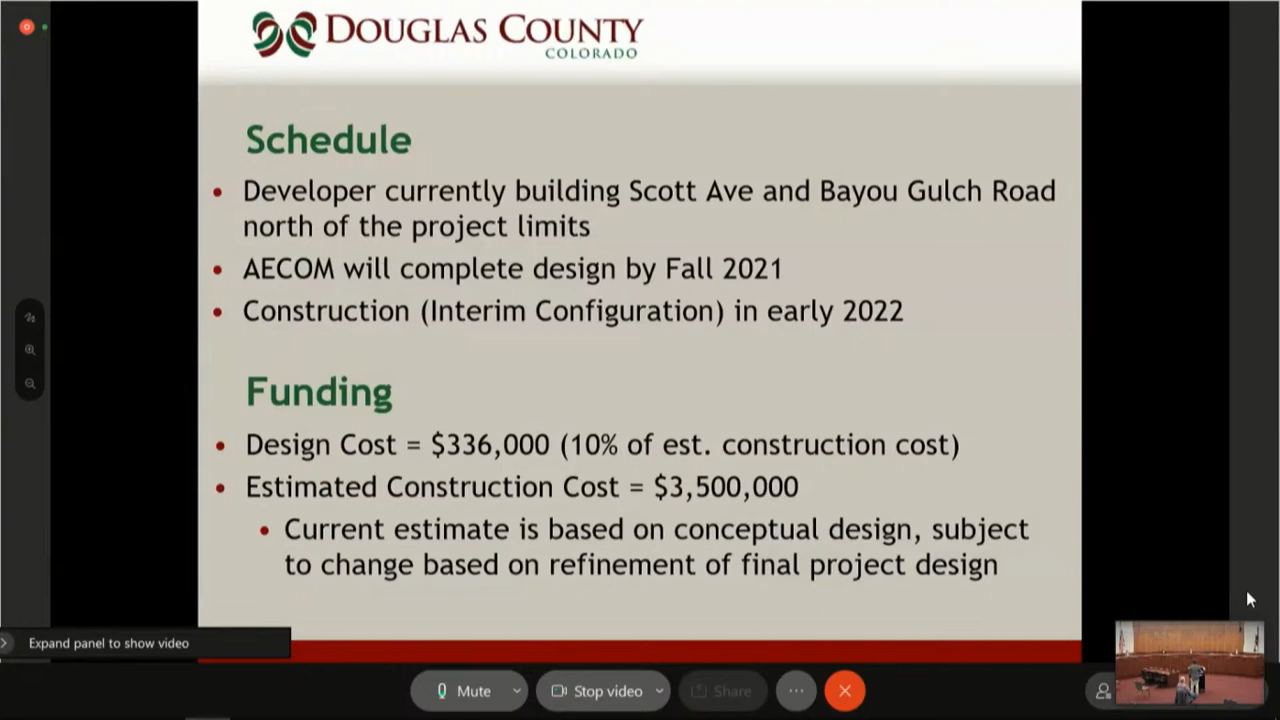 DOUGLAS COUNTY
COLORADO
Schedule
• Developer currently building Scott Ave and Bayou Gulch Road
north of the project limits
• AECOM will complete design by Fall 2021
• Construction (Interim Configuration) in early 2022
Funding
• Design Cost = $336,000 (10% of est. construction cost)
• Estimated Construction Cost = $3,500,000
• Current estimate is based on conceptual design, subject
to change based on refinement of final project design
Expand panel to show video
Mute
Stop video
Share